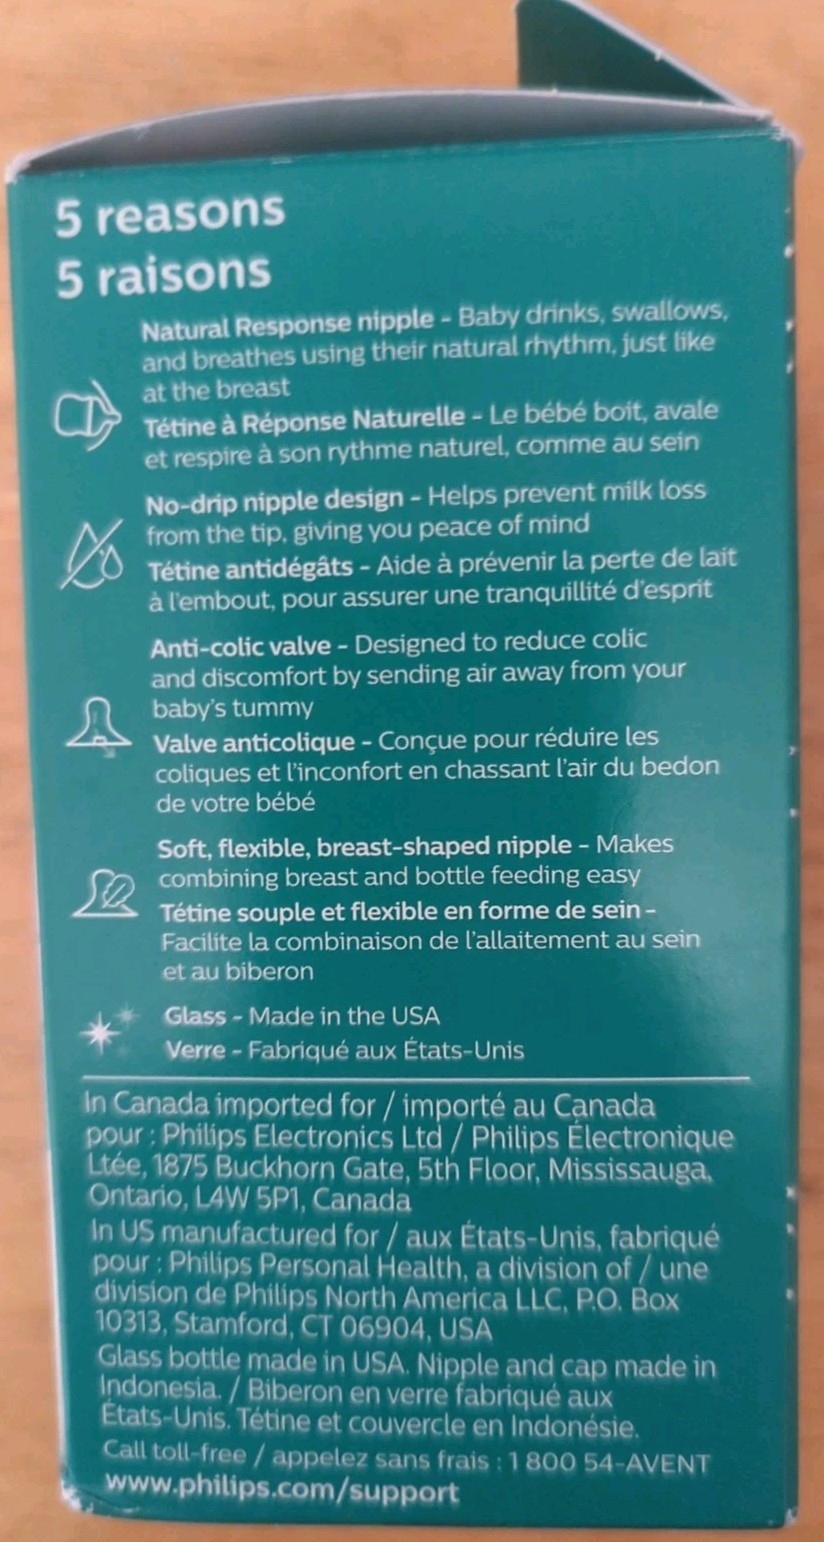 5 reasons
5 raisons
Natural Response nipple - Baby drinks, swallows,
and breathes using their natural rhythm, just like
at the breast
Tétine à Réponse Naturelle - Le bébé boit, avale
et respire à son rythme naturel, comme au sein
No-drip nipple design - Helps prevent milk loss
from the tip, giving you peace of mind
Tétine antidégâts - Aide à prévenir la perte de lait
à l'embout, pour assurer une tranquillité d'esprit
Anti-colic valve - Designed to reduce colic
and discomfort by sending air away from your
baby's tummy
Valve anticolique - Conçue pour réduire les
coliques et l'inconfort en chassant l'air du bedon
de votre bébé
Soft, flexible, breast-shaped nipple - Makes
combining breast and bottle feeding easy
Tétine souple et flexible en forme de sein -
Facilite la combinaison de l'allaitement au sein
et au biberon
Glass - Made in the USA
Verre - Fabriqué aux États-Unis
In Canada imported for / importé au Canada
pour : Philips Electronics Ltd / Philips Électronique
Ltée, 1875 Buckhorn Gate, 5th Floor, Mississauga,
Ontario, L4W 5P1, Canada
In US manufactured for / aux États-Unis, fabriqué
pour : Philips Personal Health, a division of / une
division de Philips North America LLC, P.O. Box
10313, Stamford, CT 06904, USA
Glass bottle made in USA. Nipple and cap made in
Indonesia. / Biberon en verre fabriqué aux
États-Unis. Tétine et couvercle en Indonésie.
Call toll-free / appelez sans frais : 1 800 54-AVENT
www.philips.com/support